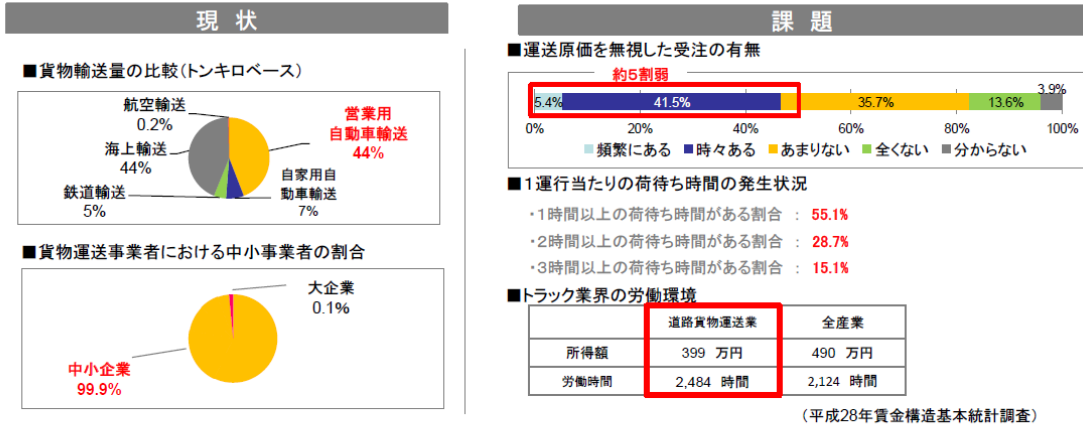 現 状
■貨物輸送量の比較(トンキロベース)
航空輸送
0.2%
海上輸送
44%
鉄道輸送
5%
営業用
自動車輸送
44%
自家用自
動車輸送
7%
■貨物運送事業者における中小事業者の割合
大企業
0.1%
中小企業
99.9%
課 題
■運送原価を無視した受注の有無
約5割弱
5.4% 41.5% 35.7% 13.6% 3.9%
0% 20% 40% 60% 80% 100%
■頻繁にある ■時々ある ■あまりない ■全くない ■分からない
■1運行当たりの荷待ち時間の発生状況
・1時間以上の荷待ち時間がある割合 : 55.1%
・2時間以上の荷待ち時間がある割合 : 28.7%
・3時間以上の荷待ち時間がある割合 : 15.1%
■トラック業界の労働環境
道路貨物運送業 全産業
所得額 399 万円 490 万円
労働時間 2,484 時間 2,124 時間
(平成28年賃金構造基本統計調査)